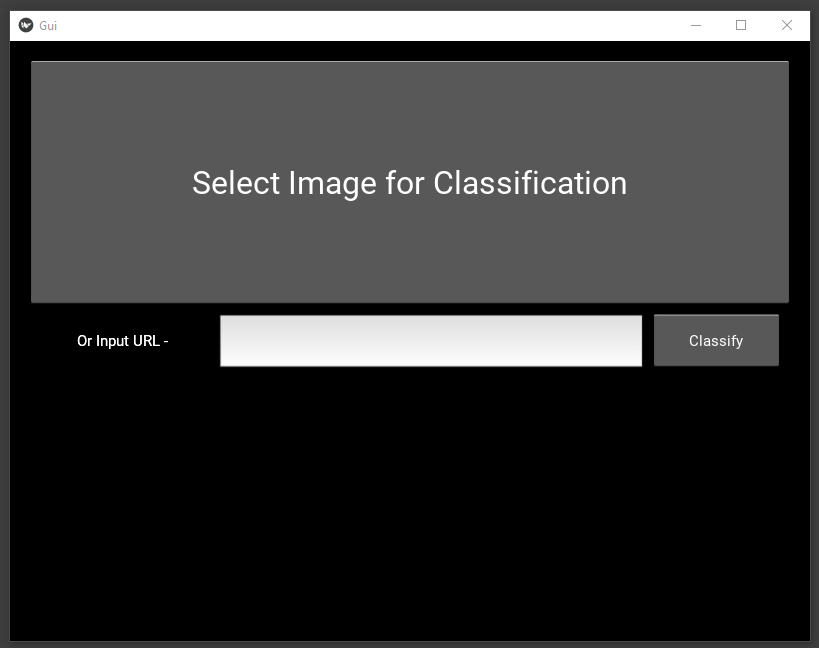 Gui
Select Image for Classification
Or Input URL -
Classify